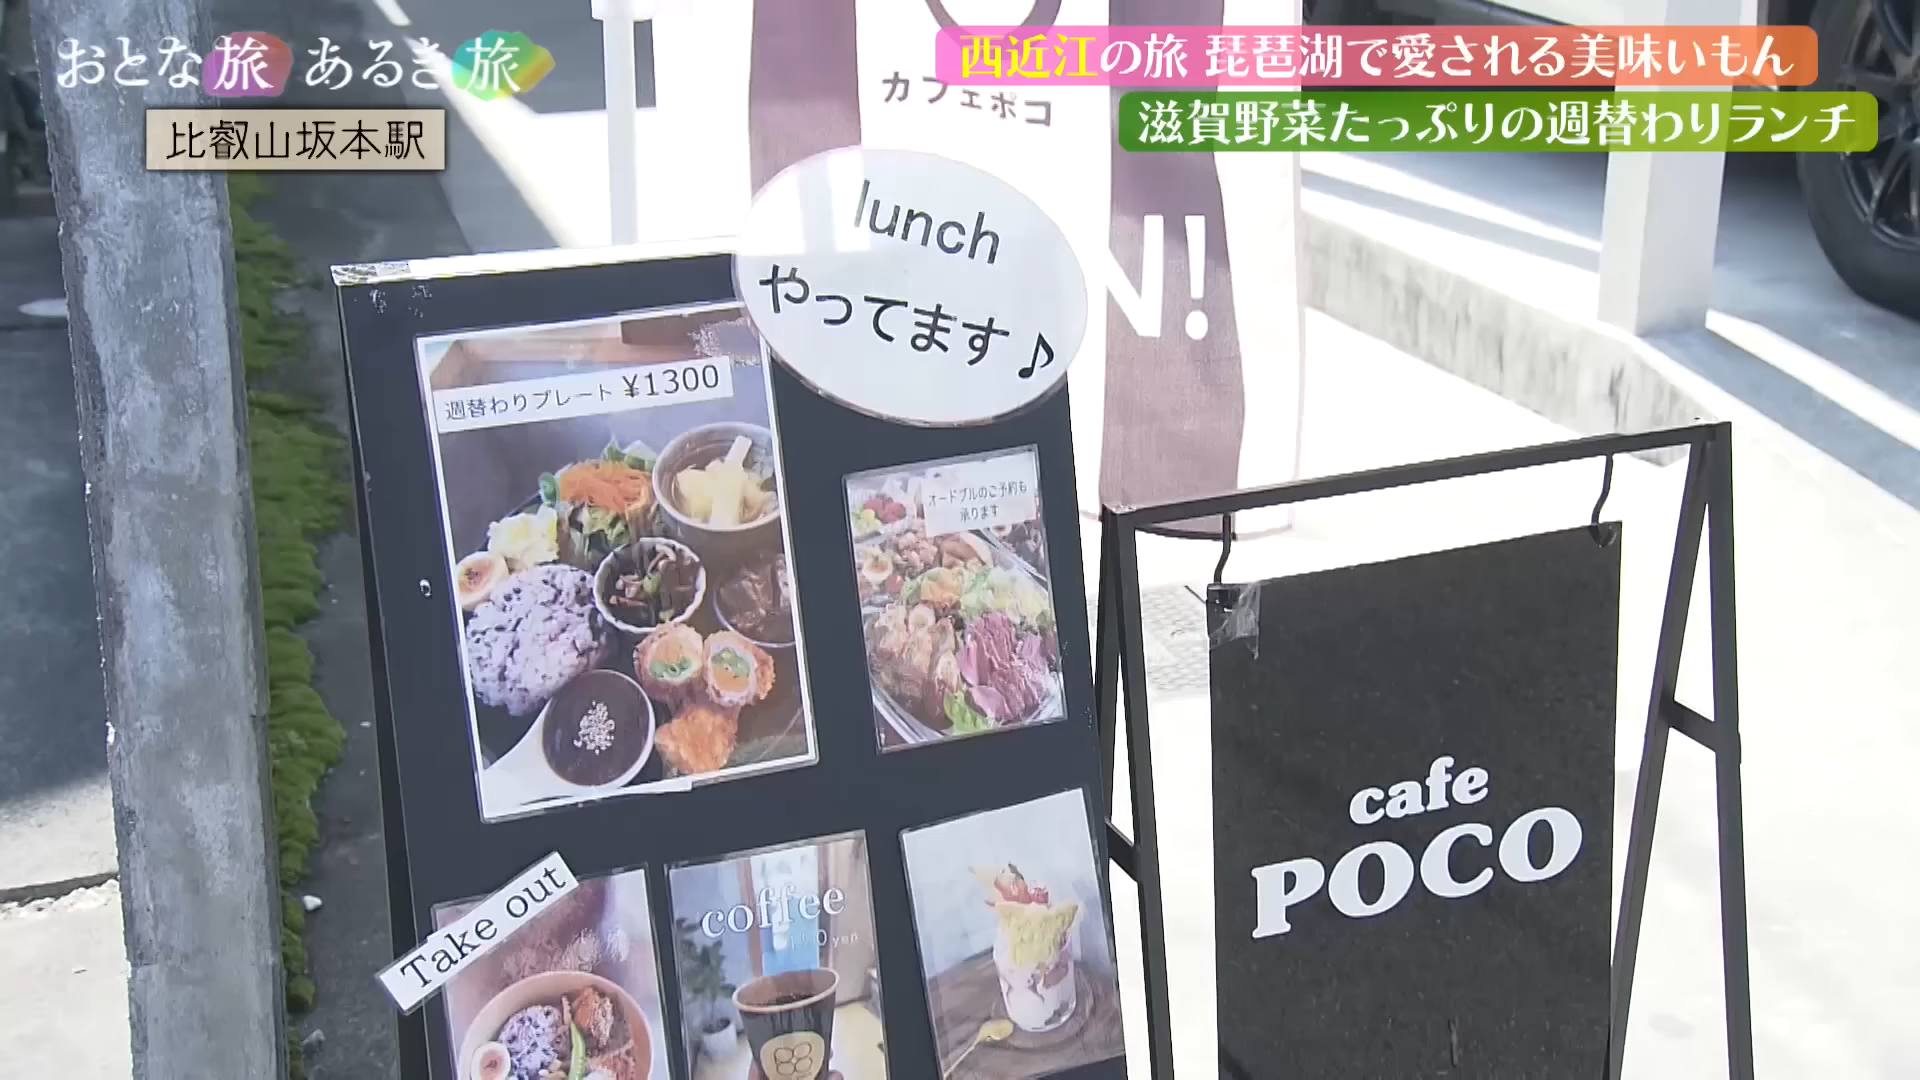 おとな旅 あるき旅
比叡山坂本駅
西近江の旅 琵琶湖で愛される美味いもん
滋賀野菜たっぷりの週替わりランチ
カフェポコ
N!
lunch
やってます♪
週替わりプレート ¥1300
オードブルのご予約も
承ります
Take out
coffee
yen
cafe
POCO